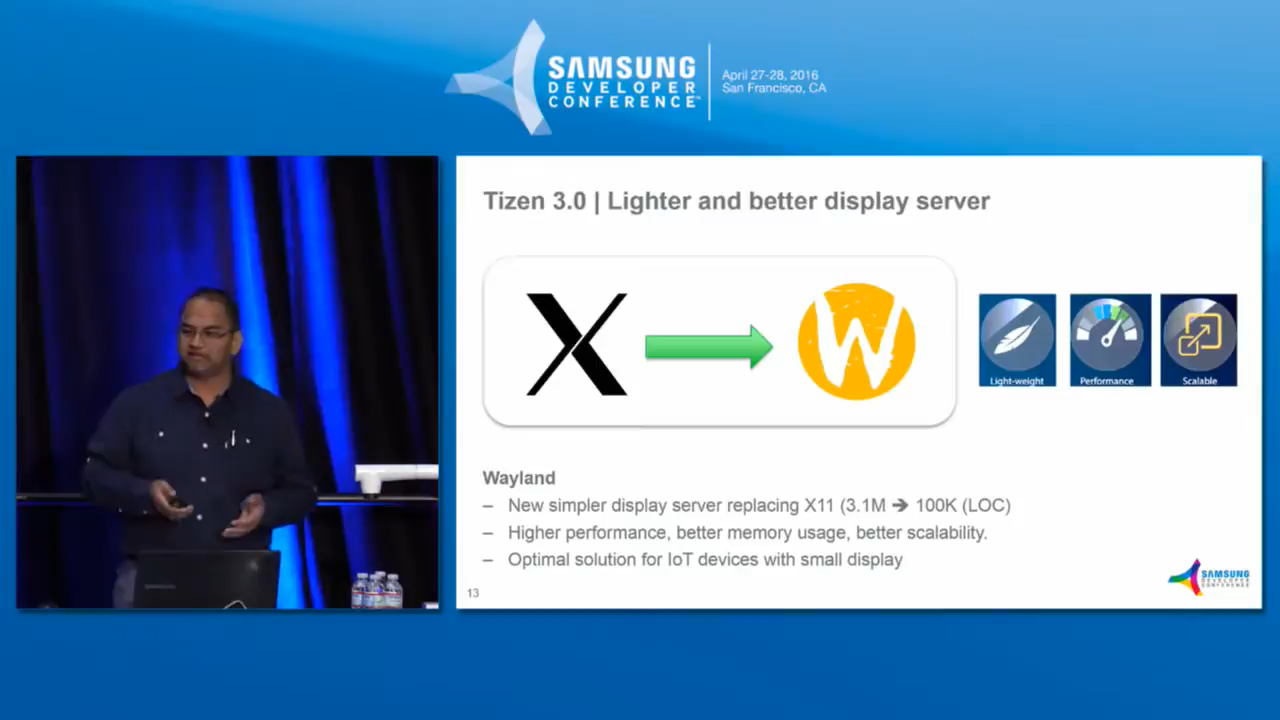 SAMSUNG
DEVELOPER
CONFERENCE™
April 27-28, 2016
San Francisco, CA
Tizen 3.0 | Lighter and better display server
X
W
Light-weight
Performance
Scalable
Wayland
– New simpler display server replacing X11 (3.1M ➔ 100K (LOC)
– Higher performance, better memory usage, better scalability.
– Optimal solution for IoT devices with small display
13
SAMSUNG
DEVELOPER
CONFERENCE